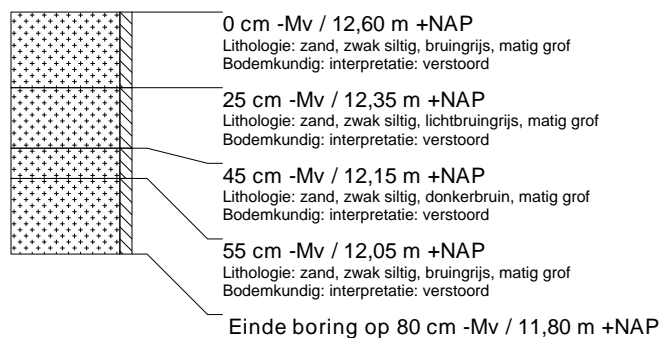 0 cm -Mv / 12,60 m +NAP
Lithologie: zand, zwak siltig, bruingrijs, matig grof
Bodemkundig: interpretatie: verstoord
25 cm -Mv / 12,35 m +NAP
Lithologie: zand, zwak siltig, lichtbruingrijs, matig grof
Bodemkundig: interpretatie: verstoord
45 cm -Mv / 12,15 m +NAP
Lithologie: zand, zwak siltig, donkerbruin, matig grof
Bodemkundig: interpretatie: verstoord
55 cm -Mv / 12,05 m +NAP
Lithologie: zand, zwak siltig, bruingrijs, matig grof
Bodemkundig: interpretatie: verstoord
Einde boring op 80 cm -Mv / 11,80 m +NAP